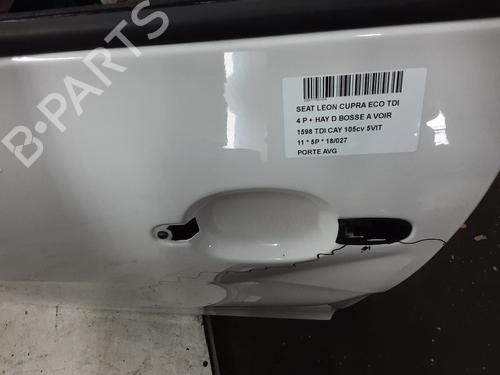 B-PARTS
SEAT LEON CUPRA ECO TDI
4 P + HAY D BOSSE A VOIR
1598 TDI CAY 105cv 5VIT
11 * 5P * 18/027
PORTE AVG